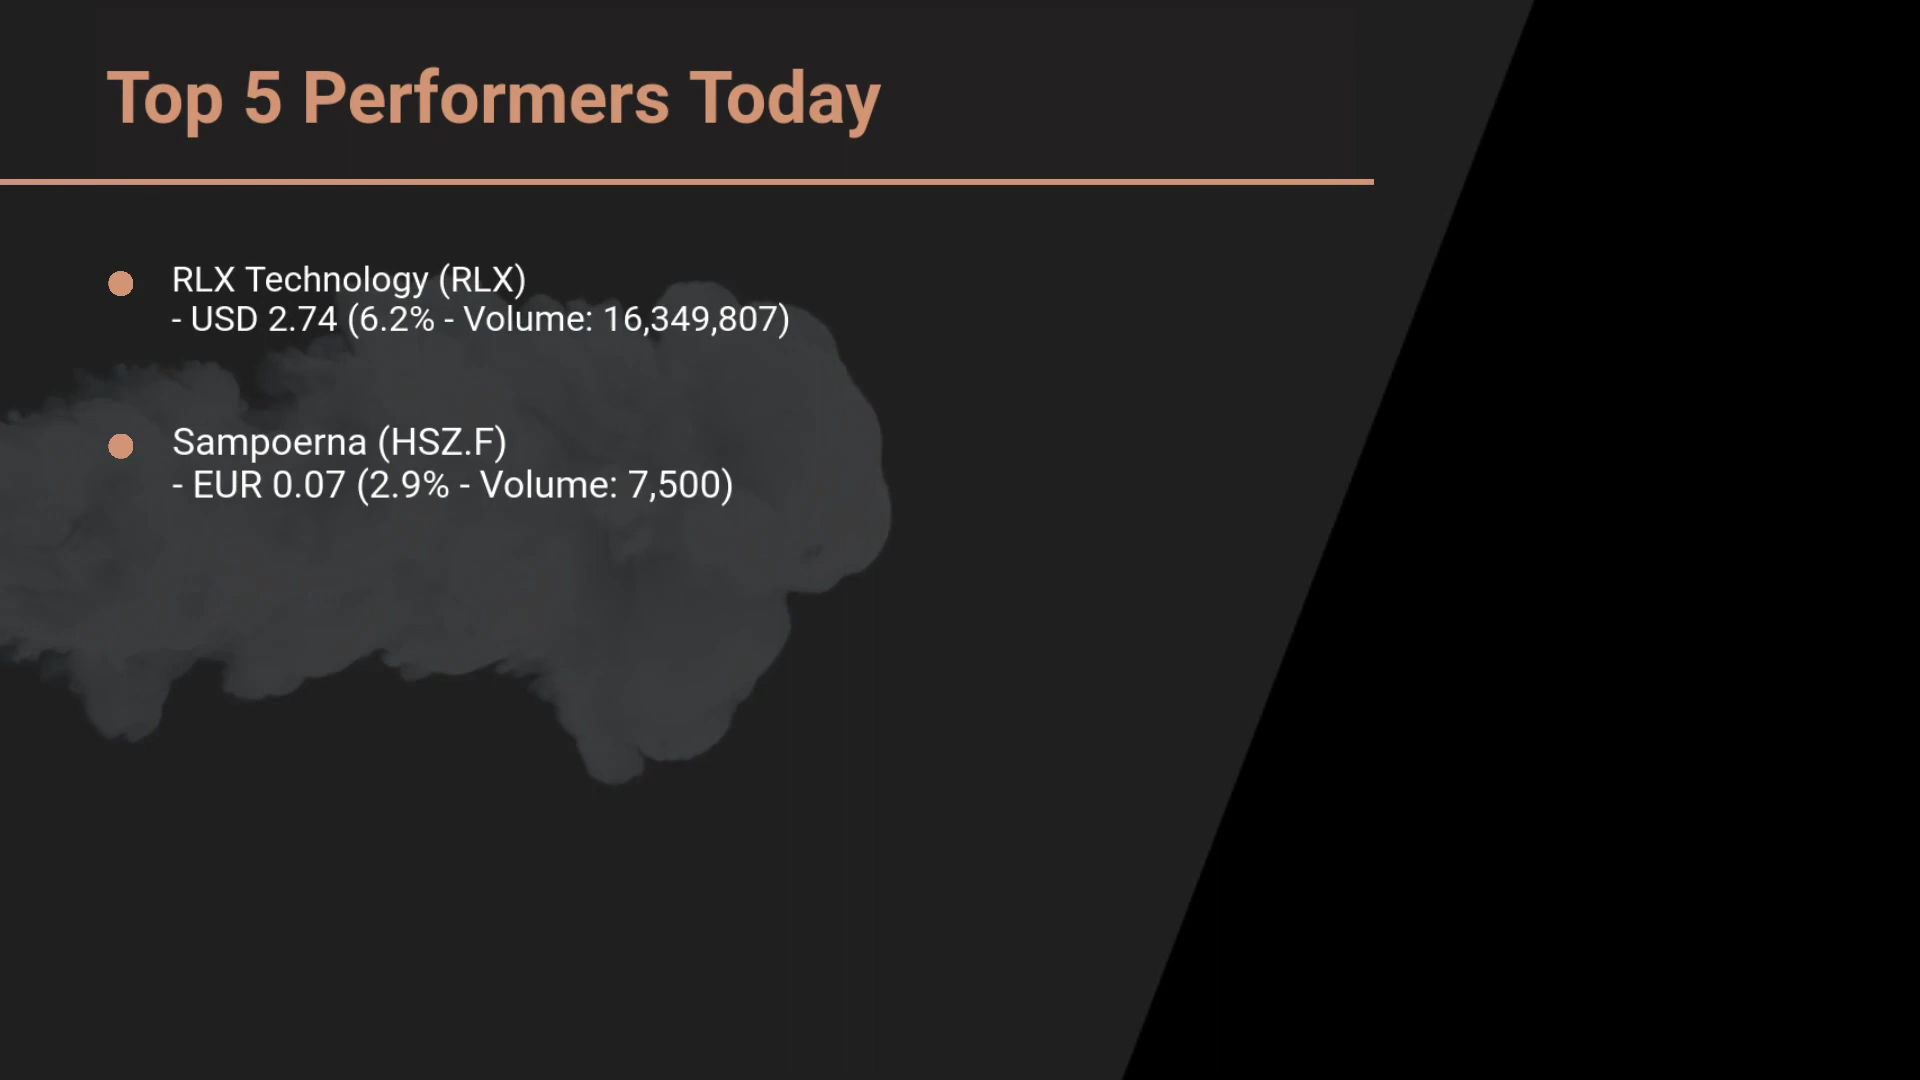 Top 5 Performers Today
RLX Technology (RLX)
- USD 2.74 (6.2% - Volume: 16,349,807)
Sampoerna (HSZ.F)
- EUR 0.07 (2.9% - Volume: 7,500)